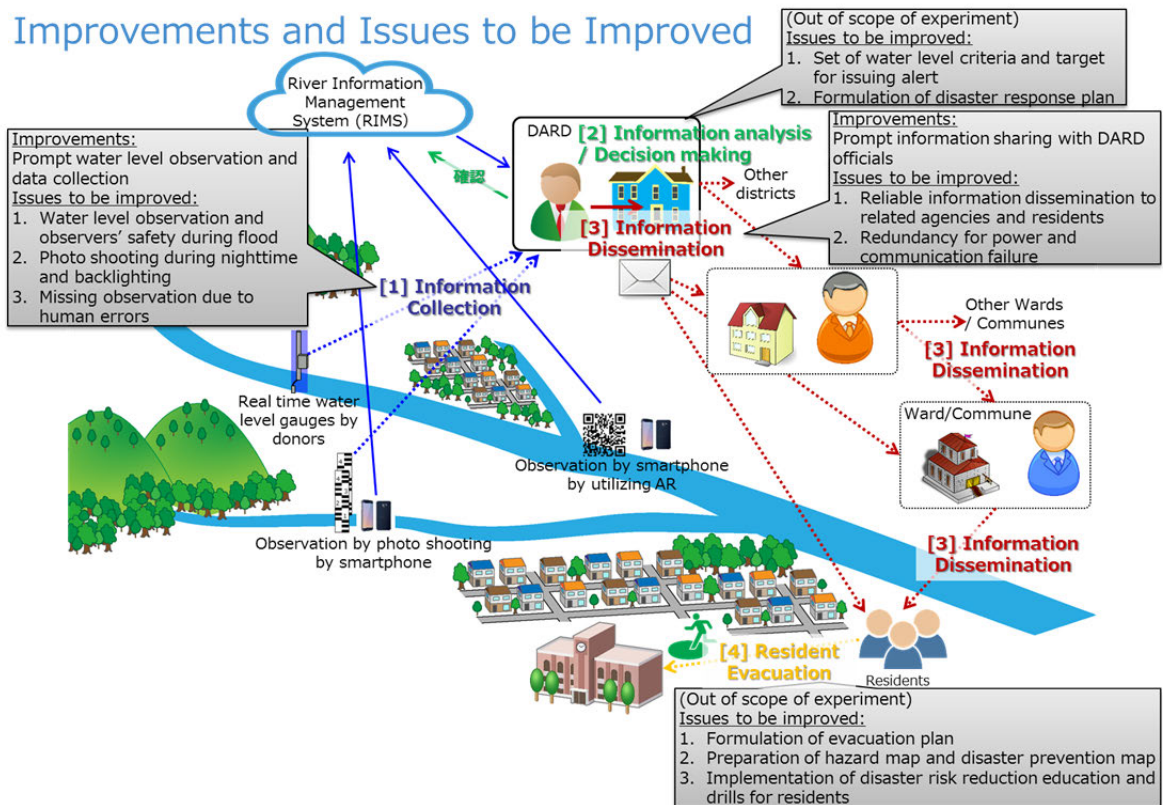 Improvements and Issues to be Improved
(Out of scope of experiment)
Issues to be improved:
1. Set of water level criteria and target
for issuing alert
2. Formulation of disaster response plan
River Information
Management
System (RIMS)
Improvements:
Prompt water level observation and
data collection
Issues to be improved:
1. Water level observation and
observers' safety during flood
2. Photo shooting during nighttime
and backlighting
3. Missing observation due to
human errors
確認
DARD
[2] Information analysis
/ Decision making
Other
districts
[3] Information
Dissemination
Improvements:
Prompt information sharing with DARD
officials
Issues to be improved:
1. Reliable information dissemination to
related agencies and residents
2. Redundancy for power and
communication failure
[1] Information
Collection
Other Wards
/ Communes
[3] Information
Dissemination
Real time water
level gauges by
donors
Ward/Commune
Observation by smartphone
by utilizing AR
Observation by photo shooting
by smartphone
[3] Information
Dissemination
[4] Resident
Evacuation
Residents
(Out of scope of experiment)
Issues to be improved:
1. Formulation of evacuation plan
2. Preparation of hazard map and disaster prevention map
3. Implementation of disaster risk reduction education and
drills for residents